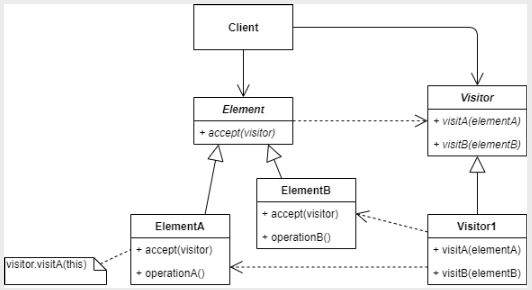 Client
Element
+ accept(visitor)
Visitor
+ visitA(elementA)
+ visitB(elementB)
ElementB
+ accept(visitor)
+ operationB()
ElementA
+ accept(visitor)
+ operationA()
Visitor1
+ visitA(elementA)
+ visitB(elementB)
visitor.visitA(this)